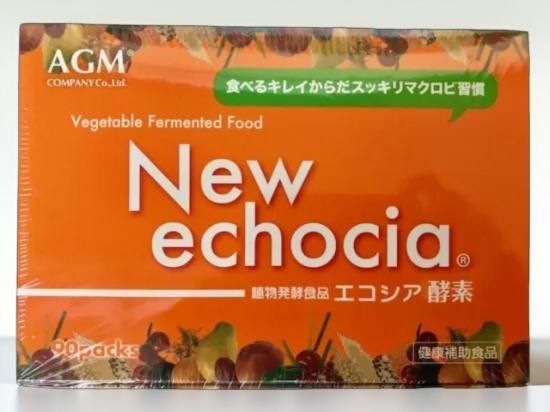 AGM®
COMPANY Co.,Ltd.
食べるキレイからだスッキリマクロビ習慣
Vegetable Fermented Food
New
echocia®
植物発酵食品 エコシア 酵素
90packs
健康補助食品